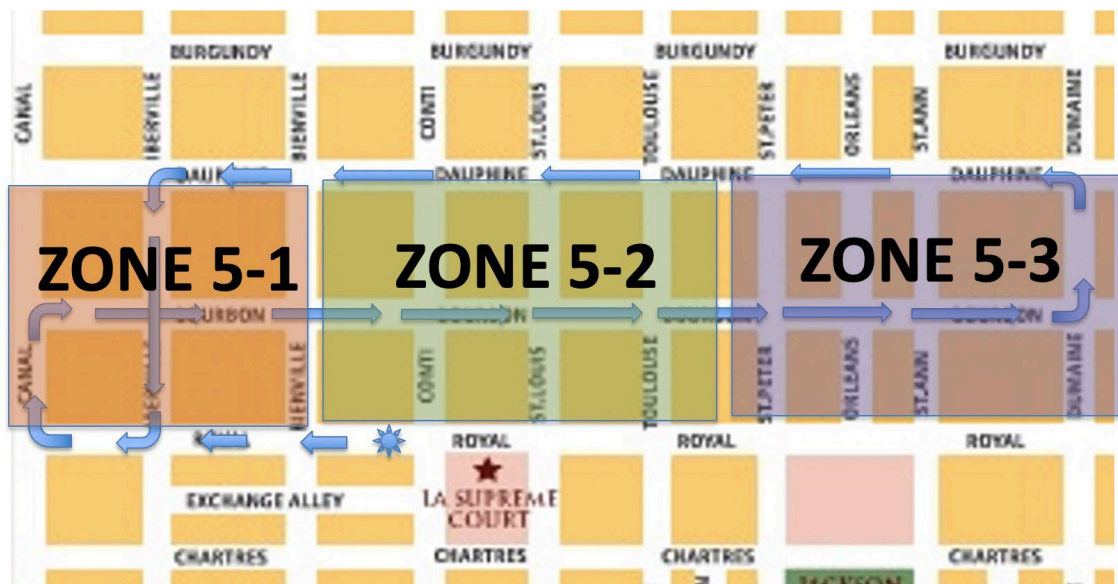 BURGUNDY BURGUNDY BURGUNDY BURGUNDY
CANAL IBERVILLE BIENVILLE CONTI ST.LOUIS TOULOUSE ST.PETER ORLEANS ST.ANN DUMAINE
DAUPHINE DAUPHINE DAUPHINE
ZONE 5-1 ZONE 5-2 ZONE 5-3
BOURBON
CANAL BIENVILLE CONTI ST.LOUIS TOULOUSE ST.PETER ORLEANS ST.ANN DUMAINE
ROYAL ROYAL ROYAL ROYAL
EXCHANGE ALLEY
LA SUPREME
COURT
CHARTRES CHARTRES CHARTRES CHARTRES
JACKSON